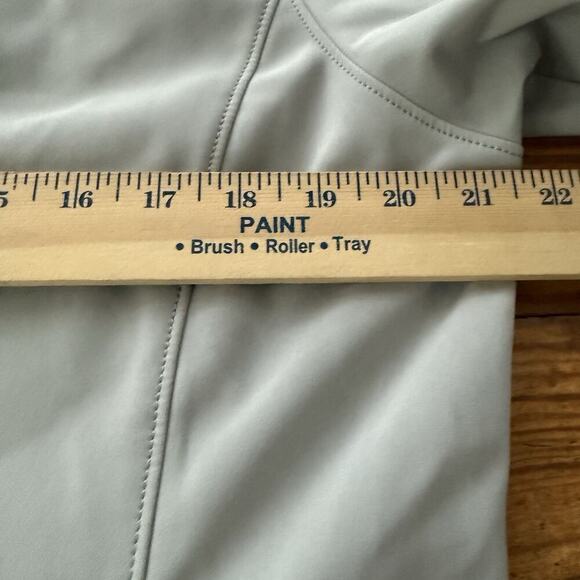 5 16 17 18 19 20 21 22
PAINT
• Brush • Roller • Tray